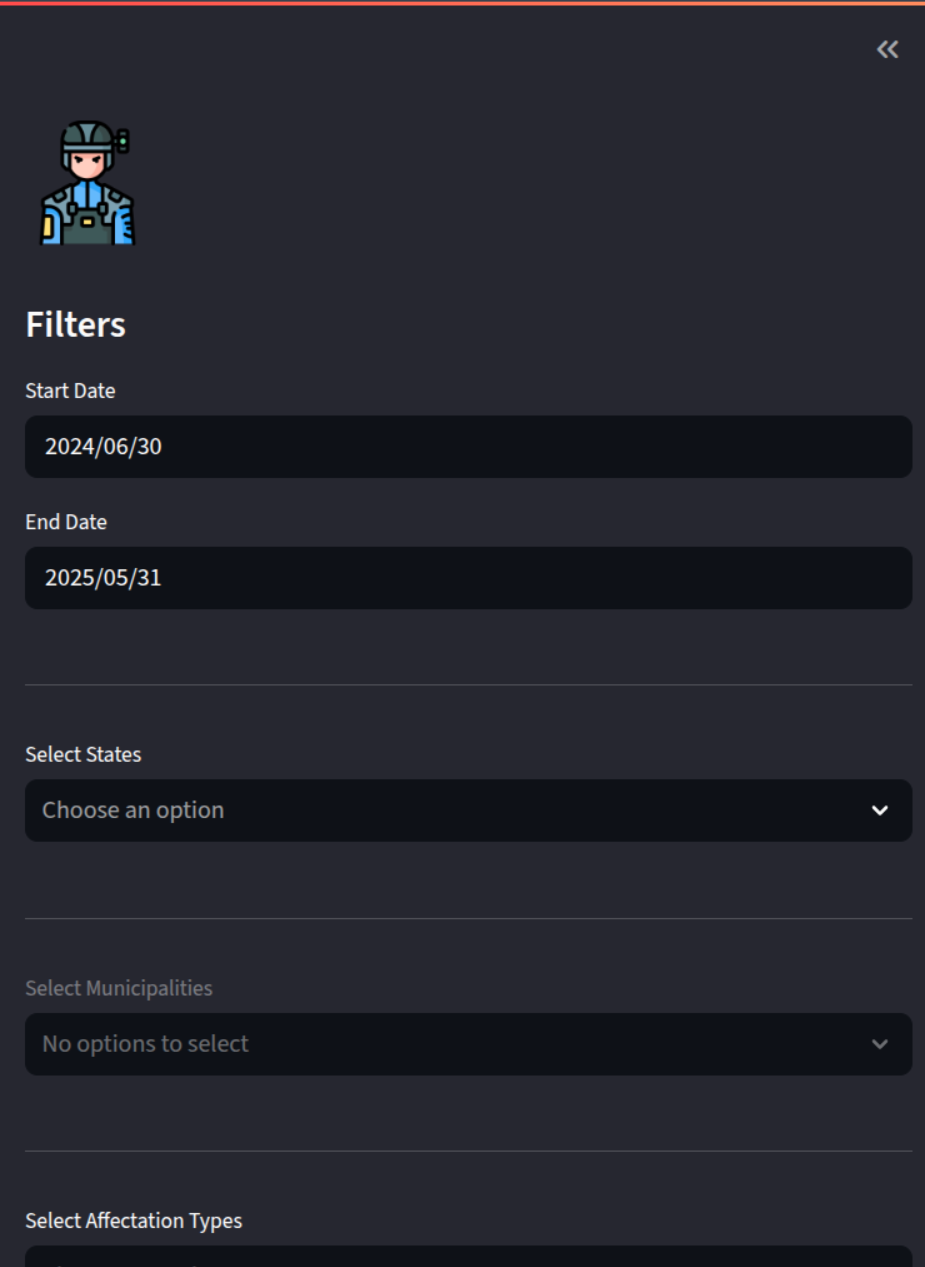 Filters
Start Date
2024/06/30
End Date
2025/05/31
Select States
Choose an option
Select Municipalities
No options to select
Select Affectation Types